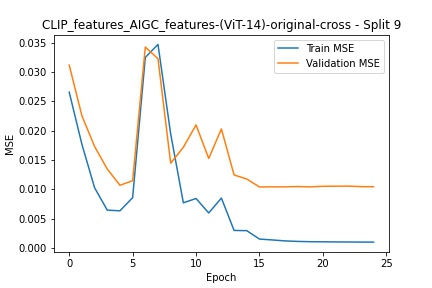 CLIP_features_AIGC_features-(ViT-14)-original-cross - Split 9
Train MSE
Validation MSE
MSE
0.035
0.030
0.025
0.020
0.015
0.010
0.005
0.000
0 5 10 15 20 25
Epoch